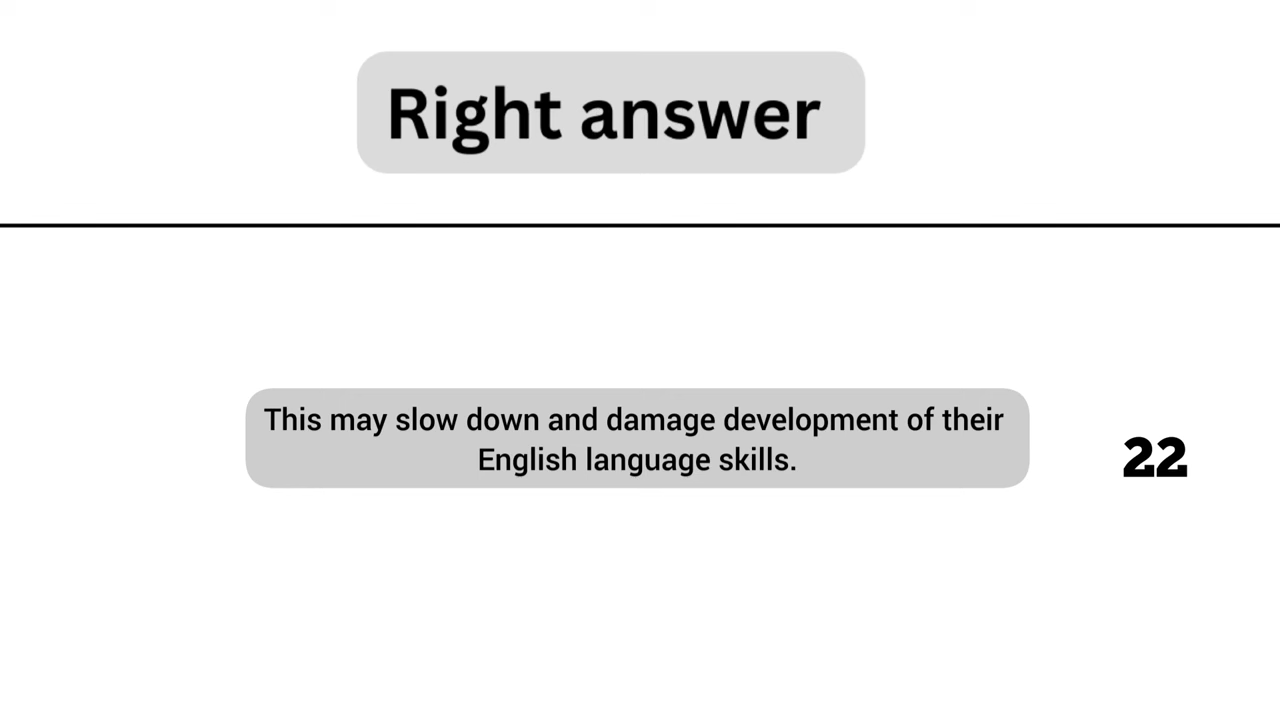 Right answer
This may slow down and damage development of their
English language skills.
22